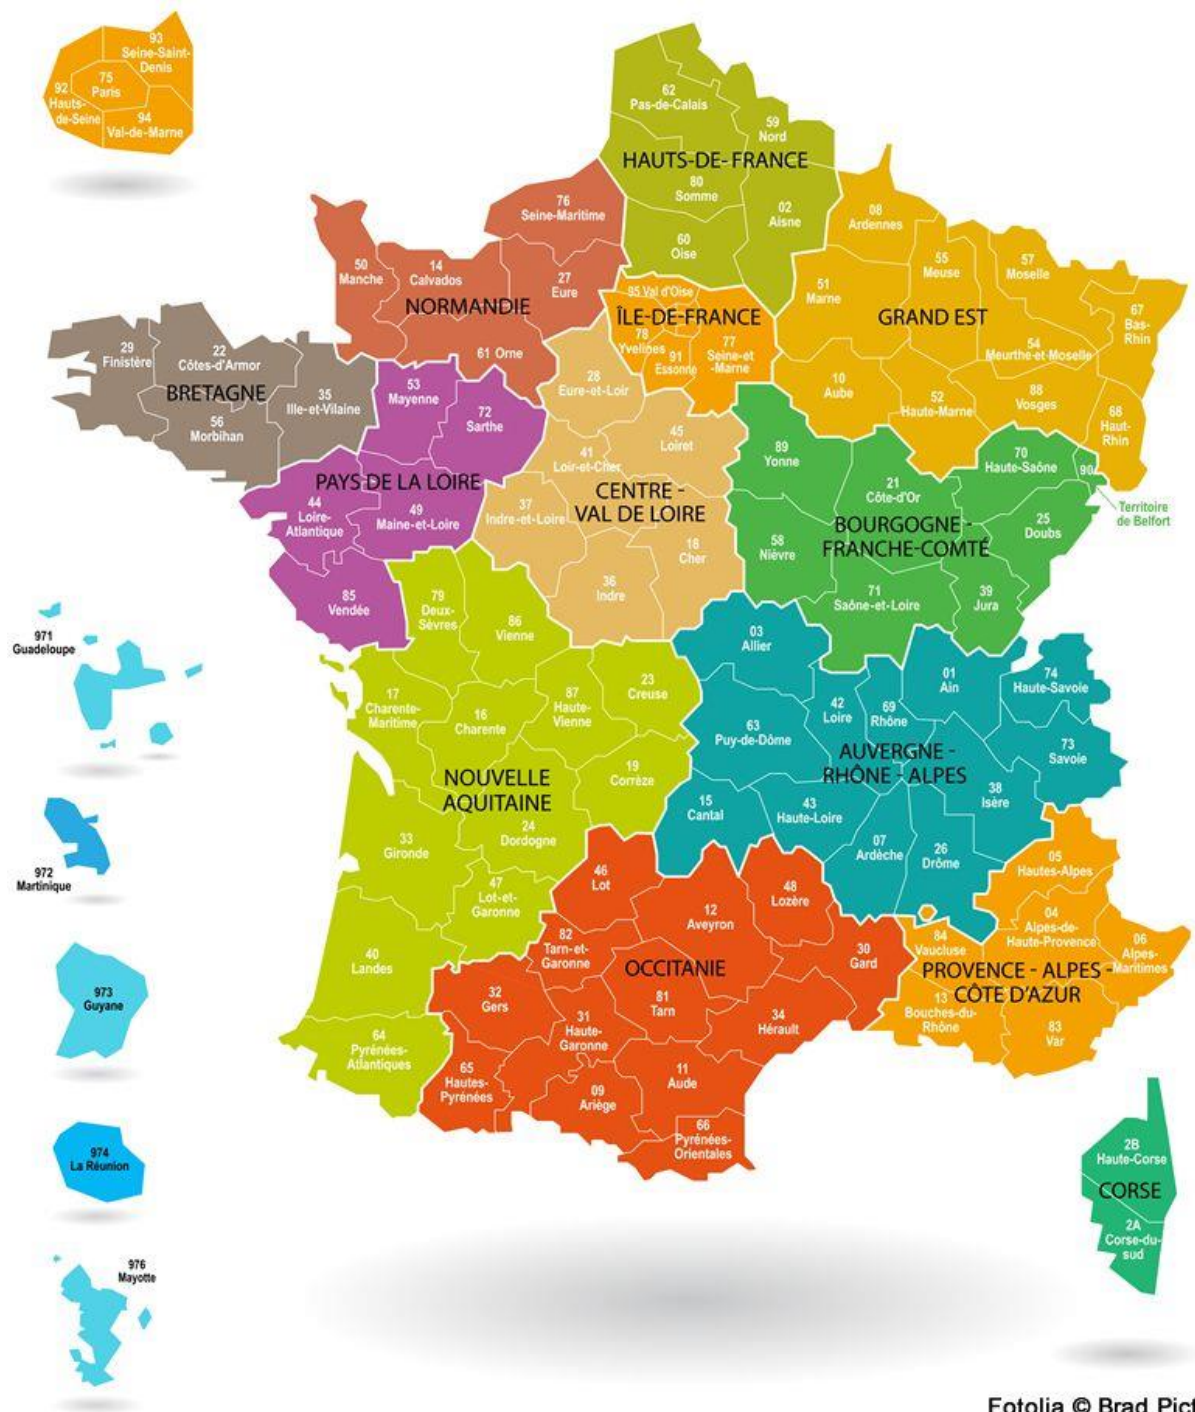 93
Seine-Saint-
Denis
75
Paris
92
Hauts-
de-Seine
94
Val-de-Marne
62
Pas-de-Calais
59
Nord
HAUTS-DE-FRANCE
80
Somme
02
Aisne
60
Oise
76
Seine-Maritime
50
Manche
14
Calvados
27
Eure
NORMANDIE
61 Orne
95 Val d'Oise
ÎLE-DE-FRANCE
78
Yvelines
91
Essonne
77
Seine-et
-Marne
08
Ardennes
55
Meuse
57
Moselle
51
Marne
67
Bas-
Rhin
GRAND EST
54
Meurthe-et-Moselle
10
Aube
52
Haute-Marne
88
Vosges
68
Haut-
Rhin
29
Finistère
22
Côtes-d'Armor
BRETAGNE
35
Ille-et-Vilaine
56
Morbihan
53
Mayenne
72
Sarthe
PAYS DE LA LOIRE
44
Loire-
Atlantique
49
Maine-et-Loire
85
Vendée
28
Eure-et-Loir
45
Loiret
41
Loir-et-Cher
CENTRE -
VAL DE LOIRE
37
Indre-et-Loire
18
Cher
36
Indre
89
Yonne
21
Côte-d'Or
70
Haute-Saône
90
Territoire
de Belfort
BOURGOGNE -
FRANCHE-COMTÉ
25
Doubs
58
Nièvre
71
Saône-et-Loire
39
Jura
79
Deux-
Sèvres
86
Vienne
17
Charente-
Maritime
16
Charente
87
Haute-
Vienne
23
Creuse
19
Corrèze
NOUVELLE
AQUITAINE
24
Dordogne
33
Gironde
47
Lot-et-
Garonne
40
Landes
64
Pyrénées-
Atlantiques
03
Allier
01
Ain
74
Haute-Savoie
42
Loire
69
Rhône
63
Puy-de-Dôme
73
Savoie
AUVERGNE -
RHÔNE - ALPES
38
Isère
15
Cantal
43
Haute-Loire
07
Ardèche
26
Drôme
46
Lot
48
Lozère
12
Aveyron
82
Tarn-et-
Garonne
30
Gard
OCCITANIE
32
Gers
81
Tarn
31
Haute-
Garonne
34
Hérault
65
Hautes-
Pyrénées
09
Ariège
11
Aude
66
Pyrénées-
Orientales
05
Hautes-Alpes
04
Alpes-de-
Haute-Provence
84
Vaucluse
06
Alpes-
Maritimes
PROVENCE - ALPES -
CÔTE D'AZUR
13
Bouches-du-
Rhône
83
Var
2B
Haute-Corse
CORSE
2A
Corse-du-
sud
971
Guadeloupe
972
Martinique
973
Guyane
974
La Réunion
976
Mayotte
Fotolia © Brad Pict